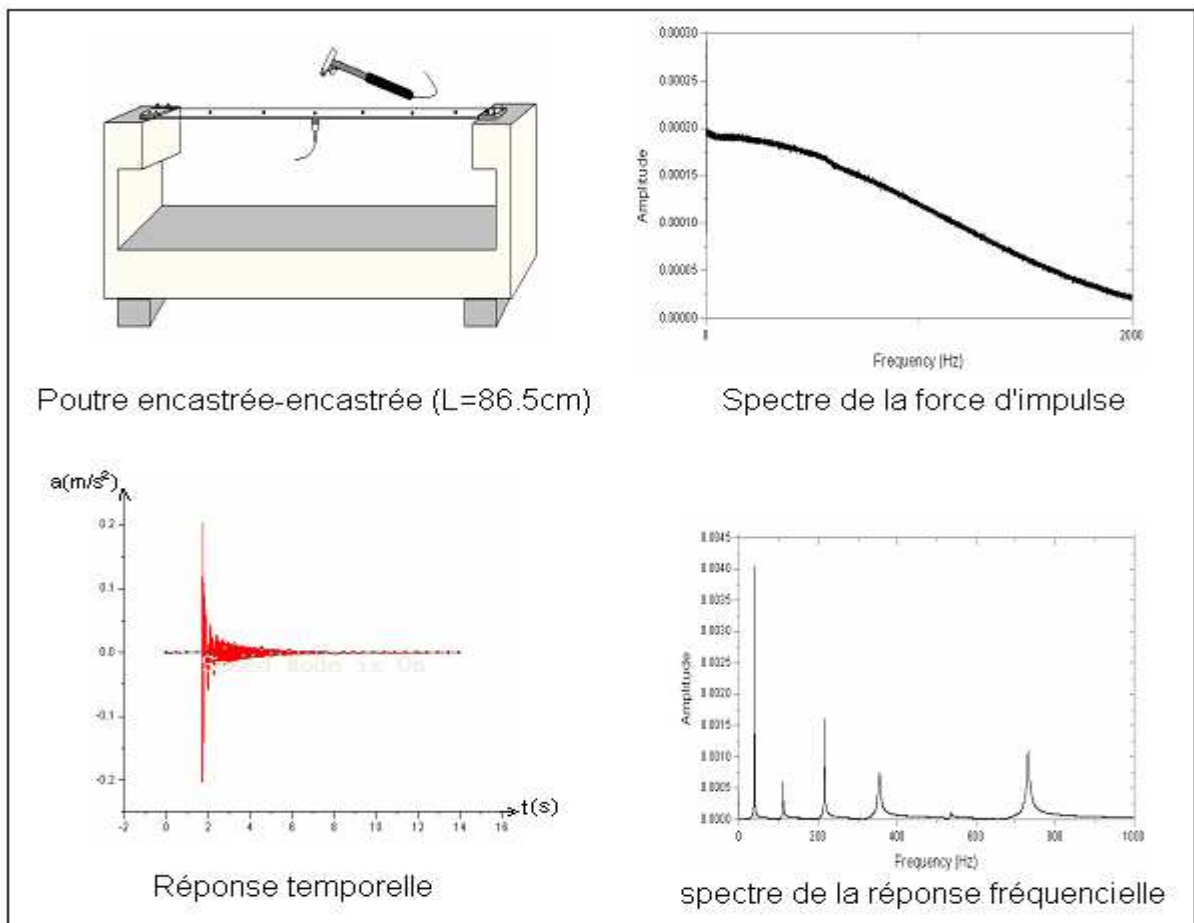 0.00030
0.00025
0.00020
0.00015
0.00010
0.00005
0.00000
Amplitude
0
2000
Frequency (Hz)
Poutre encastrée-encastrée (L=86.5cm)
Spectre de la force d'impulse
a(m/s²)
0.2
0.1
0.0
-0.1
-0.2
Mode is On
-2 0 2 4 6 8 10 12 14 16
t(s)
Réponse temporelle
0.0045
0.0040
0.0035
0.0030
0.0025
0.0020
0.0015
0.0010
0.0005
0.0000
Amplitude
0 200 400 600 800 1000
Frequency (Hz)
spectre de la réponse fréquencielle